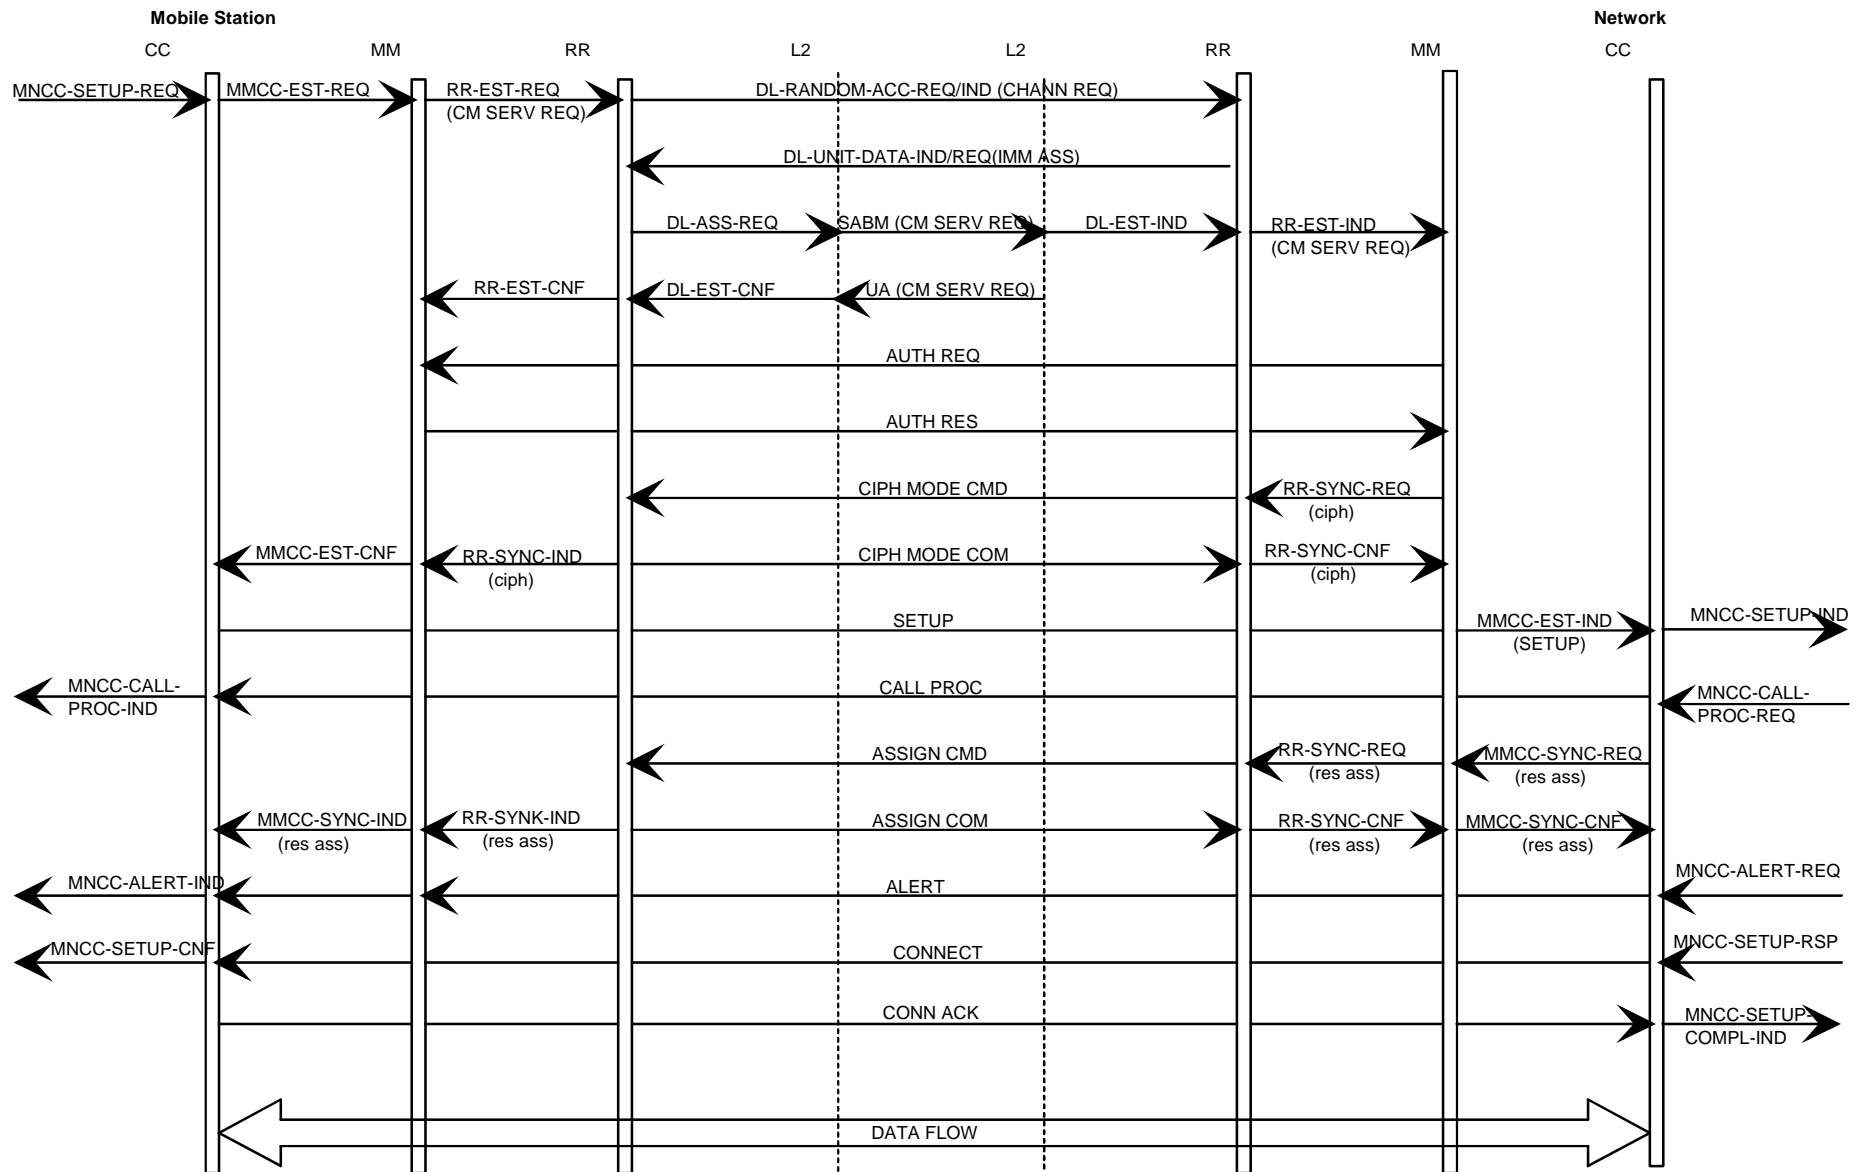 Mobile Station
Network
CC MM RR L2 L2 RR MM CC
MNCC-SETUP-REQ MMCC-EST-REQ RR-EST-REQ DL-RANDOM-ACC-REQ/IND (CHANN REQ)
(CM SERV REQ)
DL-UNIT-DATA-IND/REQ(IMM ASS)
DL-ASS-REQ SABM (CM SERV REQ) DL-EST-IND RR-EST-IND
(CM SERV REQ)
RR-EST-CNF DL-EST-CNF UA (CM SERV REQ)
AUTH REQ
AUTH RES
CIPH MODE CMD RR-SYNC-REQ
(ciph)
MMCC-EST-CNF RR-SYNC-IND CIPH MODE COM RR-SYNC-CNF
(ciph) (ciph)
SETUP MMCC-EST-IND MNCC-SETUP-IND
(SETUP)
MNCC-CALL- CALL PROC MNCC-CALL-
PROC-IND PROC-REQ
ASSIGN CMD RR-SYNC-REQ MMCC-SYNC-REQ
(res ass) (res ass)
MMCC-SYNC-IND RR-SYNK-IND ASSIGN COM RR-SYNC-CNF MMCC-SYNC-CNF
(res ass) (res ass) (res ass) (res ass)
MNCC-ALERT-IND ALERT MNCC-ALERT-REQ
MNCC-SETUP-CNF CONNECT MNCC-SETUP-RSP
CONN ACK MNCC-SETUP-
COMPL-IND
DATA FLOW